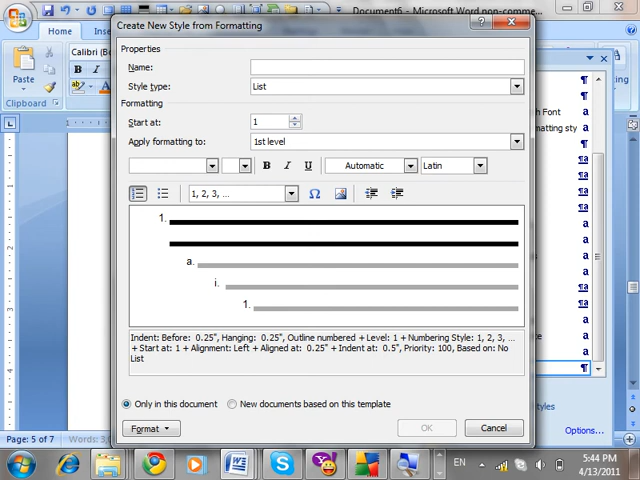 Document6 - Microsoft Word non-comme...
Create New Style from Formatting
Home
Inse
Calibri (Bo
Paste
B
I
Clipboard
Properties
Name:
Style type:
List
Formatting
Start at:
1
Apply formatting to:
1st level
B
I
U
Automatic
Latin
1, 2, 3, ...
1.
a.
i.
1.
Indent: Before: 0.25", Hanging: 0.25", Outline numbered + Level: 1 + Numbering Style: 1, 2, 3, ...
+ Start at: 1 + Alignment: Left + Aligned at: 0.25" + Indent at: 0.5", Priority: 100, Based on: No
List
Only in this document
New documents based on this template
Format
OK
Cancel
h Font
matting sty
Options...
Page: 5 of 7
Words: 3,0
EN
5:44 PM
4/13/2011